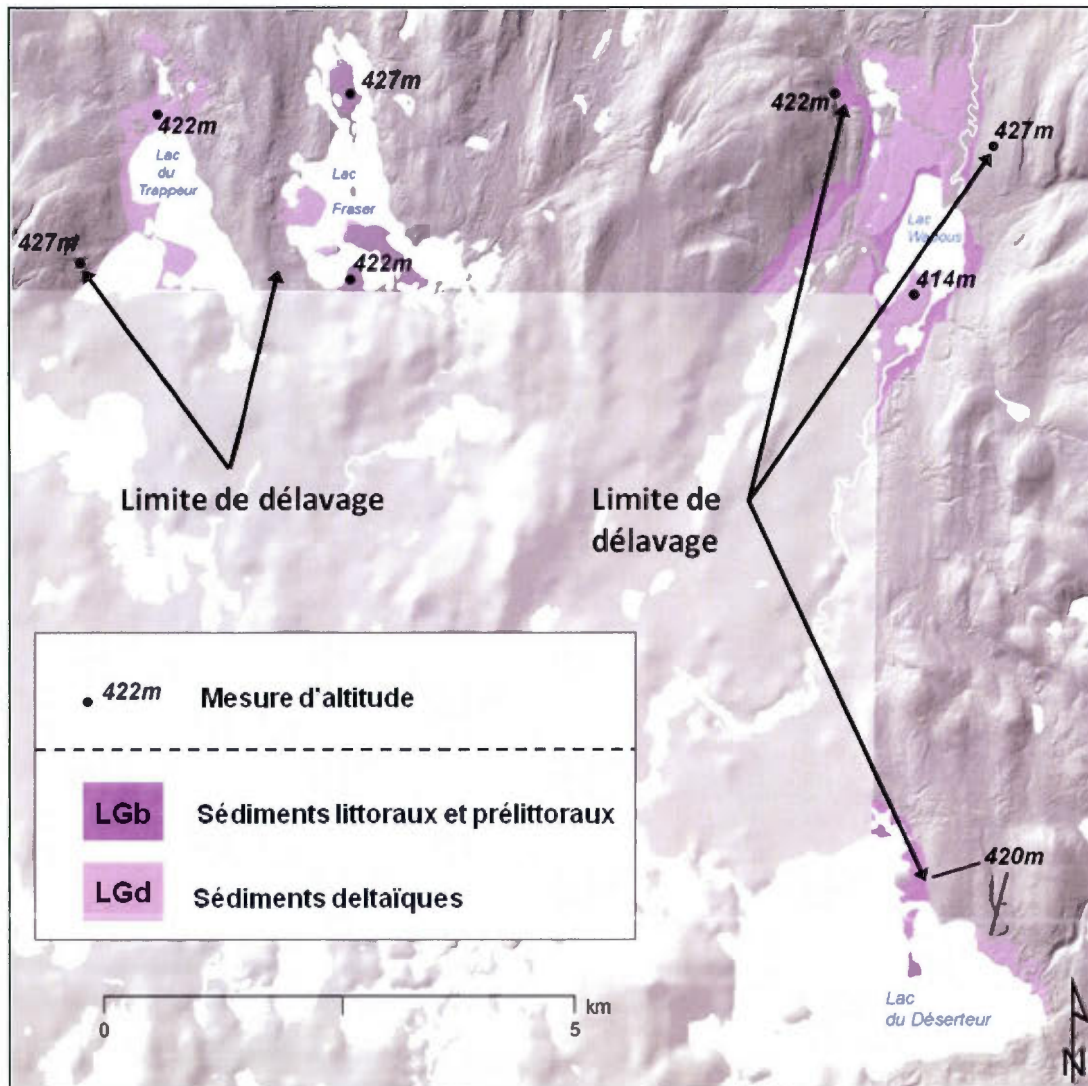 427m
422m
422m
427m
Lac
du
Trappeur
Lac
Fraser
Lac
Wabous
427m
422m
414m
Limite de délavage
Limite de
délavage
422m Mesure d'altitude
LGb Sédiments littoraux et prélittoraux
LGd Sédiments deltaïques
420m
Lac
du Déserteur
km
0 5
N